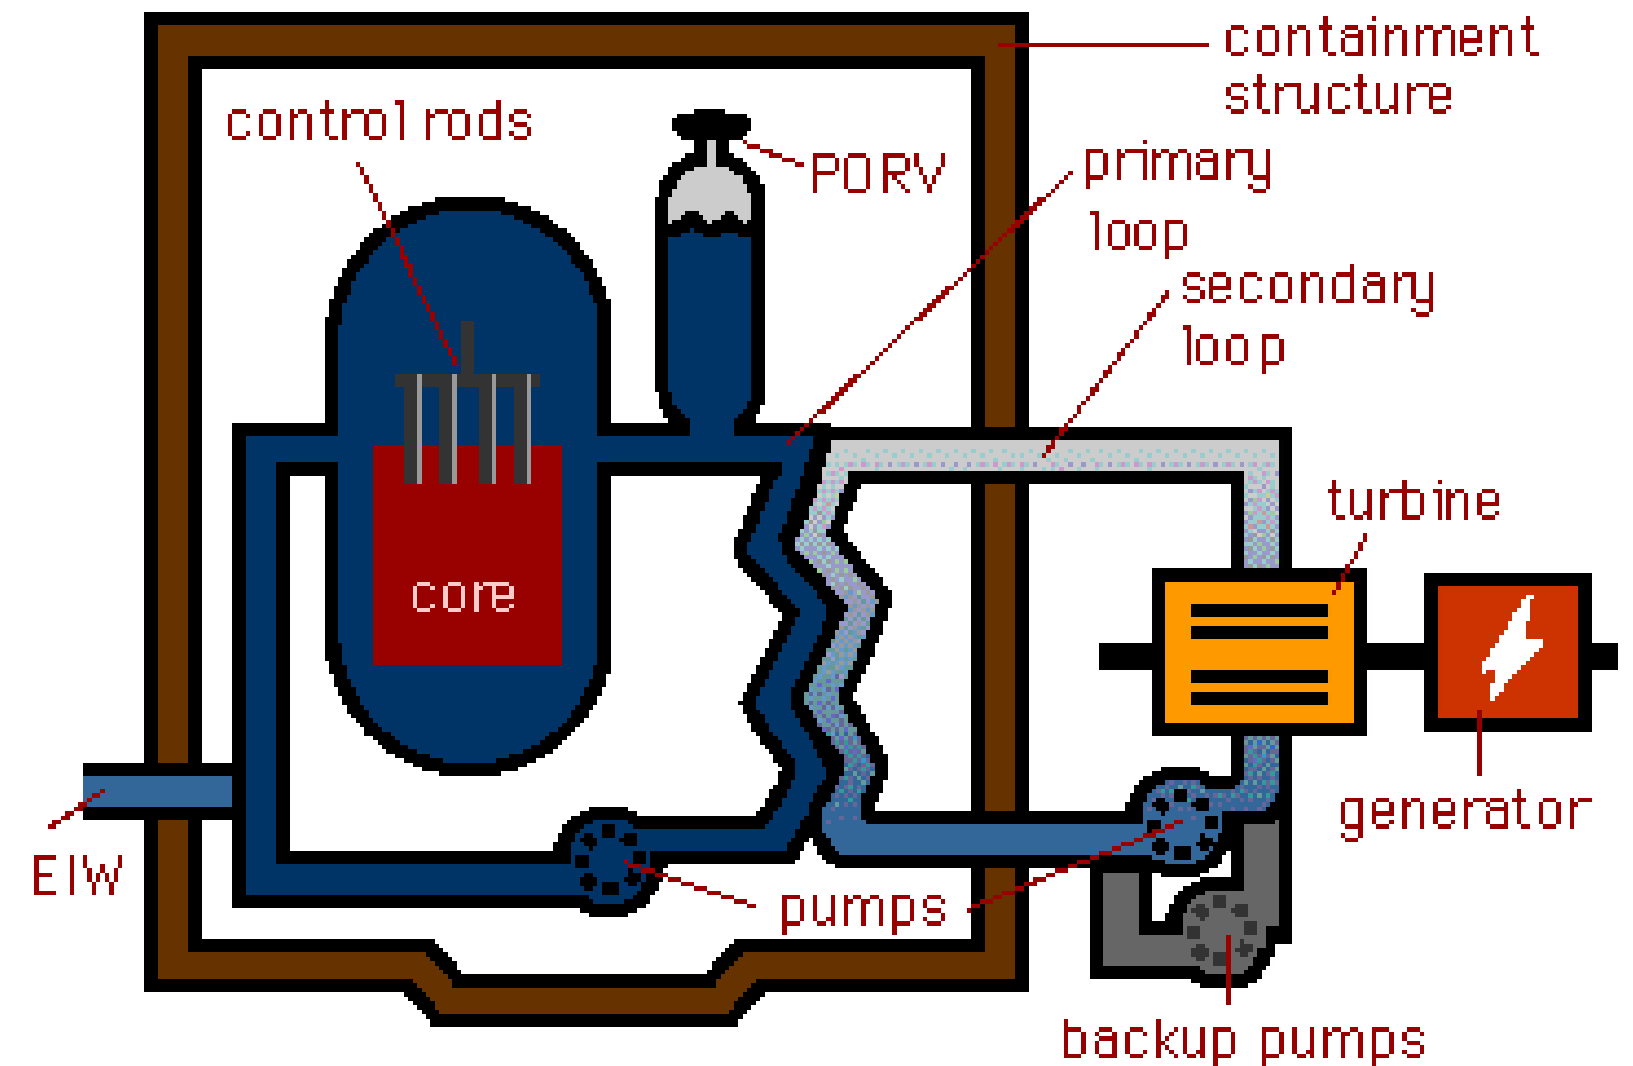 containment
structure
control rods
PORV
primary
loop
secondary
loop
turbine
core
generator
EIW
pumps
backup pumps